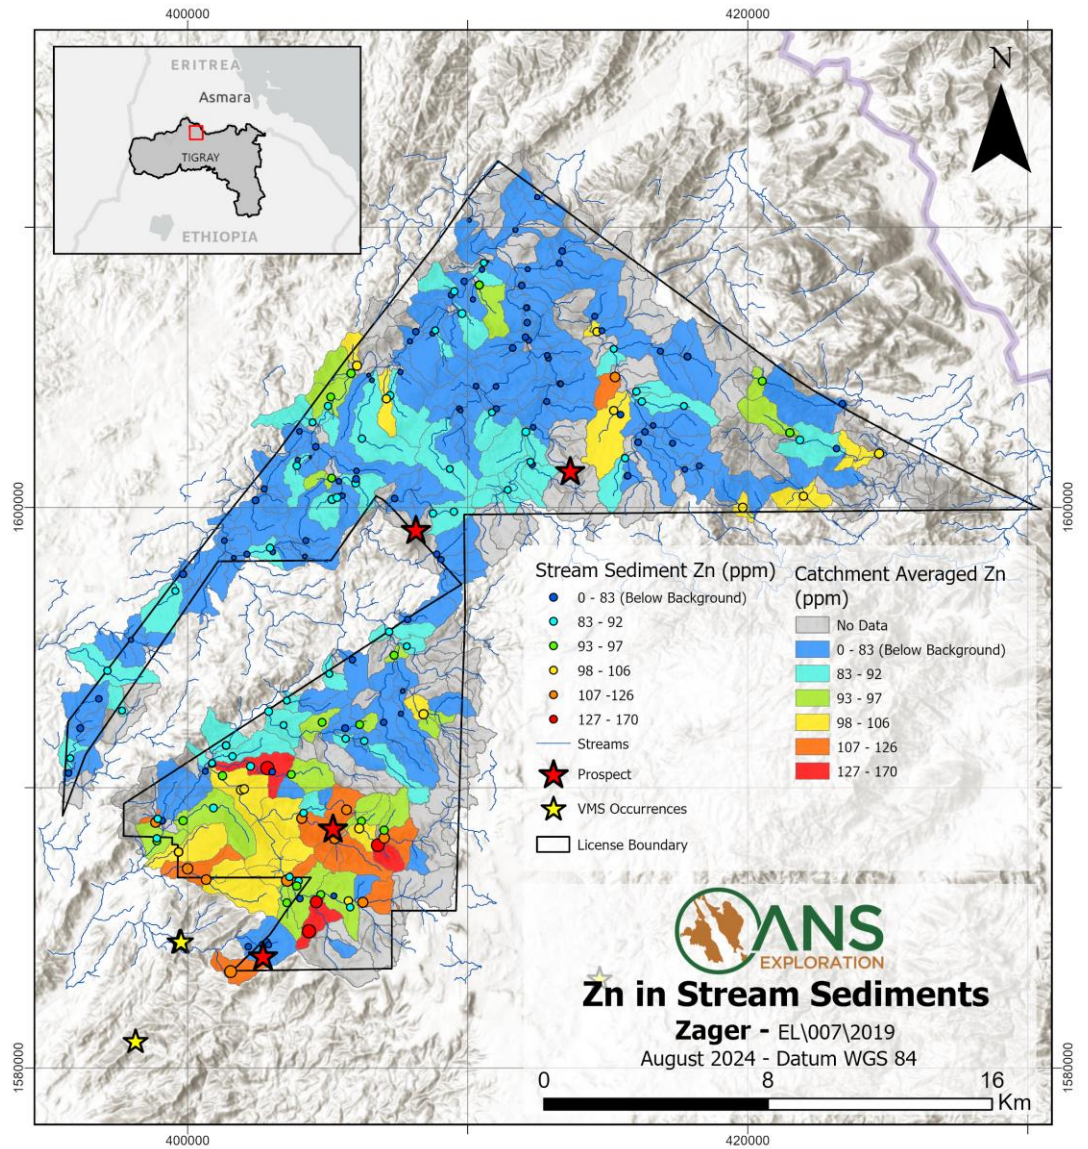 400000
420000
ERITREA
Asmara
TIGRAY
ETHIOPIA
N
1600000
1600000
Stream Sediment Zn (ppm)
0 - 83 (Below Background)
83 - 92
93 - 97
98 - 106
107 -126
127 - 170
Streams
Prospect
VMS Occurrences
License Boundary
Catchment Averaged Zn
(ppm)
No Data
0 - 83 (Below Background)
83 - 92
93 - 97
98 - 106
107 - 126
127 - 170
ANS
EXPLORATION
Zn in Stream Sediments
Zager - EL\007\2019
August 2024 - Datum WGS 84
0 8 16
Km
1580000
1580000
400000
420000